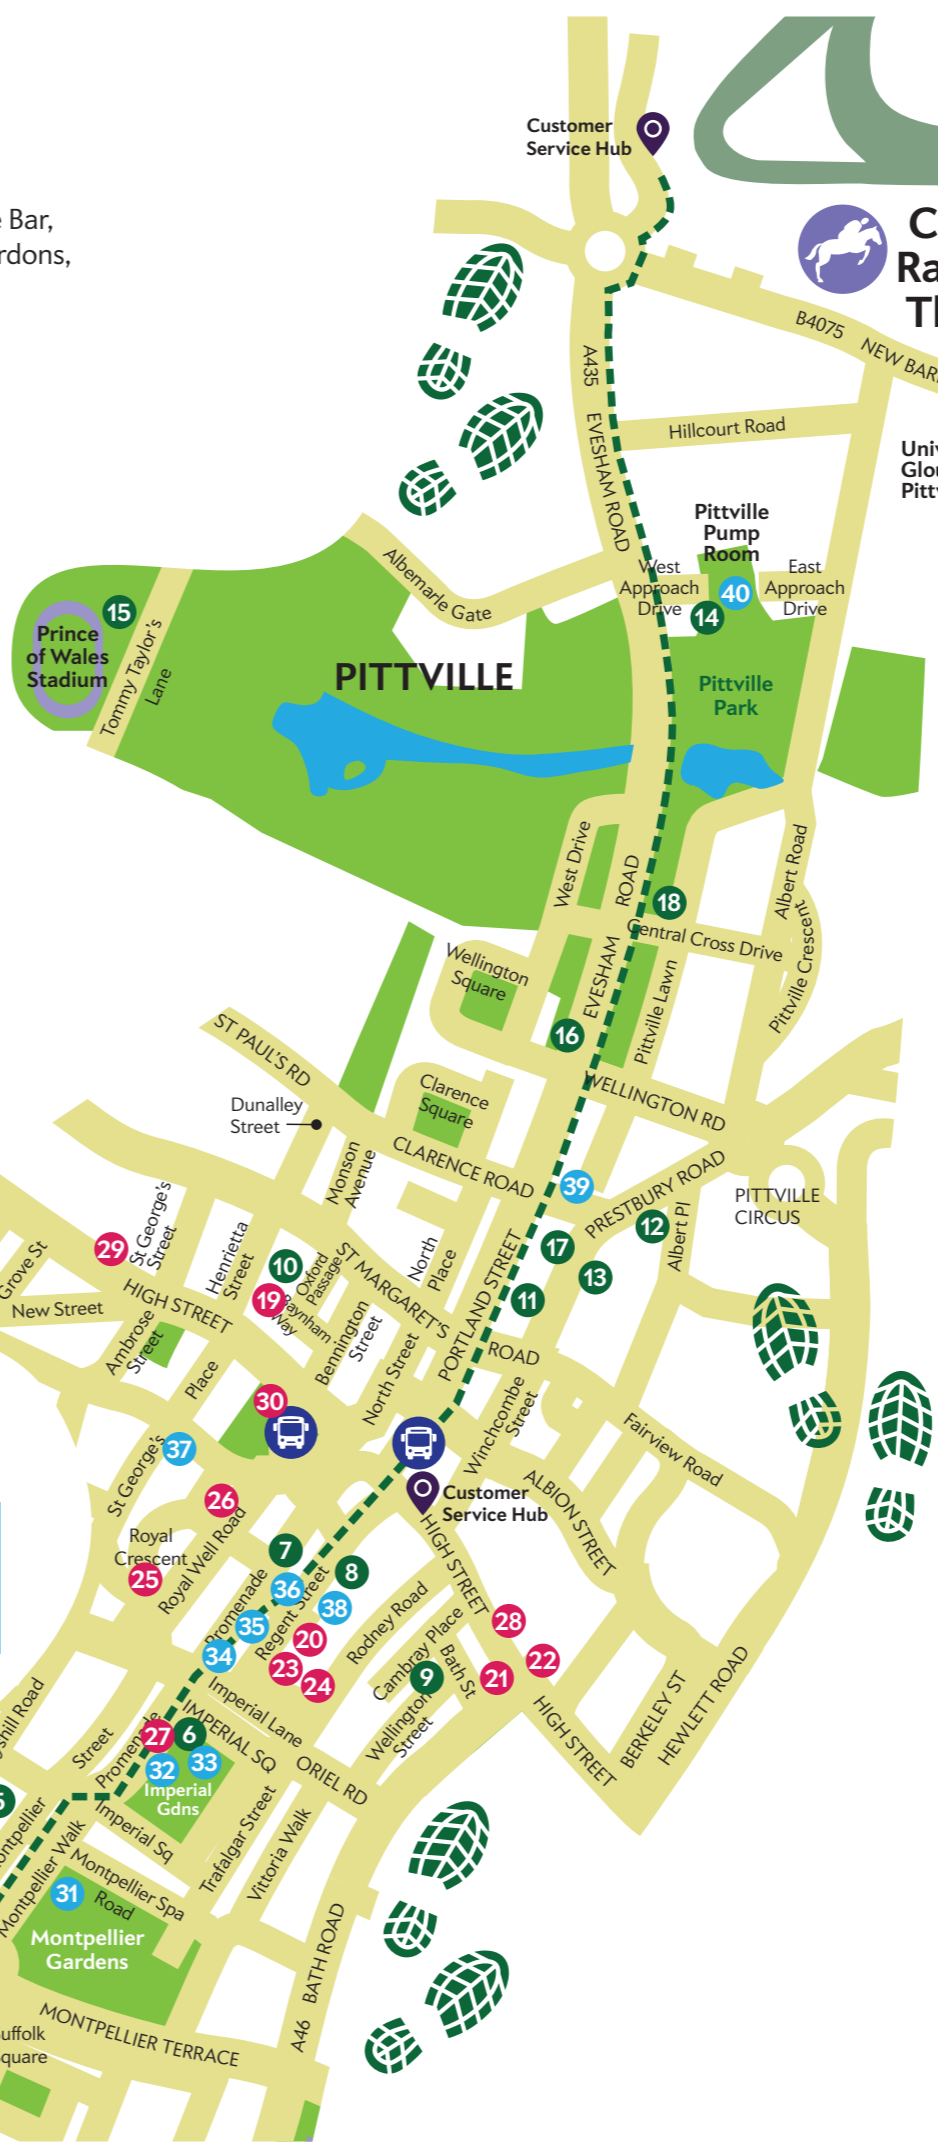 Customer
Service Hub
Bar,
rdons,
C
Ra
Th
B4075
NEW BAR
A435
EVESHAM ROAD
Hillcourt Road
Univ
Glou
Pittv
Pittville
Pump
Room
West
Approach
Drive
East
Approach
Drive
40
14
Albemarle Gate
15
Prince
of Wales
Stadium
Tommy Taylor's
Lane
PITTVILLE
Pittville
Park
West Drive
EVESHAM ROAD
Albert Road
18
Central Cross Drive
Pittville Crescent
Wellington
Square
Pittville Lawn
16
ST PAUL'S RD
Clarence
Square
WELLINGTON RD
Dunalley
Street
Monson
Avenue
CLARENCE ROAD
39
PRESTBURY ROAD
PITTVILLE
CIRCUS
12
Albert Pl
St George's
Street
29
Grove St
Henrietta
Street
10
Oxford
Passage
ST MARGARET'S
ROAD
North
Place
PORTLAND STREET
17
13
11
19
Raynham
Way
New Street
HIGH STREET
Ambrose
Street
Bennington
Street
North Street
Winchcombe
Street
St George's
Place
30
37
Fairview Road
ALBION STREET
Customer
Service Hub
26
Royal
Crescent
25
Royal Well Road
HIGH STREET
7
8
36
Promenade
Regent Street
38
35
34
20
23
24
Rodney Road
Cambray Place
Bath St
28
22
21
9
Wellington
Street
HIGH STREET
BERKELEY ST
HEWLETT ROAD
Imperial Lane
IMPERIAL SQ
ORIEL RD
Street
Promenade
27
6
32
33
Imperial
Gdns
Imperial Sq
Trafalgar Street
Vittoria Walk
Montpellier Walk
Montpellier Spa
Road
31
Montpellier
Gardens
MONTPELLIER TERRACE
A46
BATH ROAD
uffolk
quare